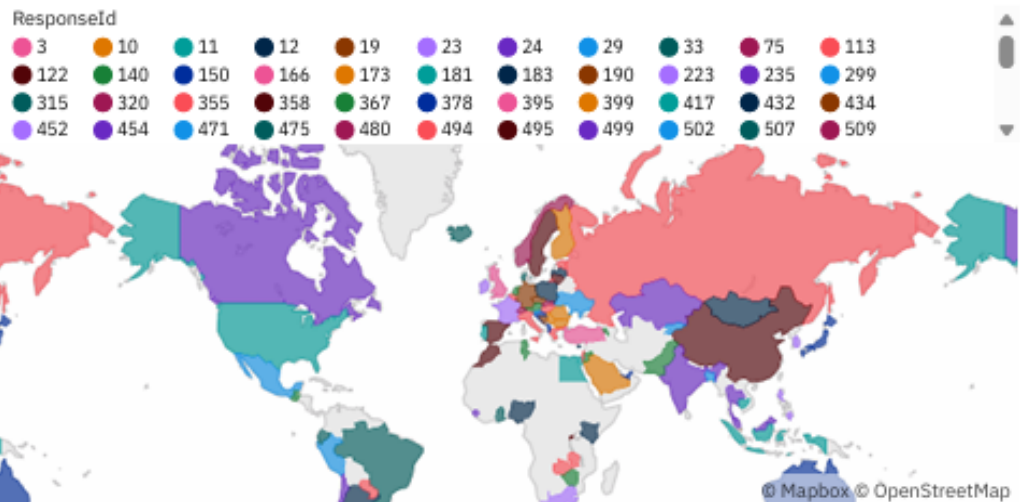 ResponseId
3 10 11 12 19 23 24 29 33 75 113
122 140 150 166 173 181 183 190 223 235 299
315 320 355 358 367 378 395 399 417 432 434
452 454 471 475 480 494 495 499 502 507 509
© Mapbox © OpenStreetMap